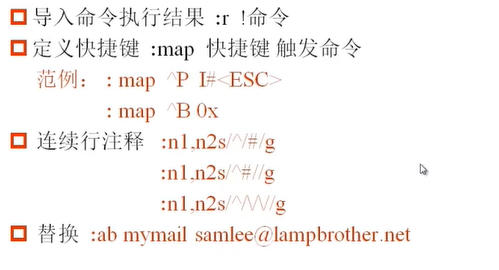 导入命令执行结果 :r !命令
定义快捷键 :map 快捷键 触发命令
范例： : map ^P I#<ESC>
: map ^B 0x
连续行注释 :n1,n2s/^/#/g
:n1,n2s/^#//g
:n1,n2s/^/\/\//g
替换 :ab mymail samlee@lampbrother.net